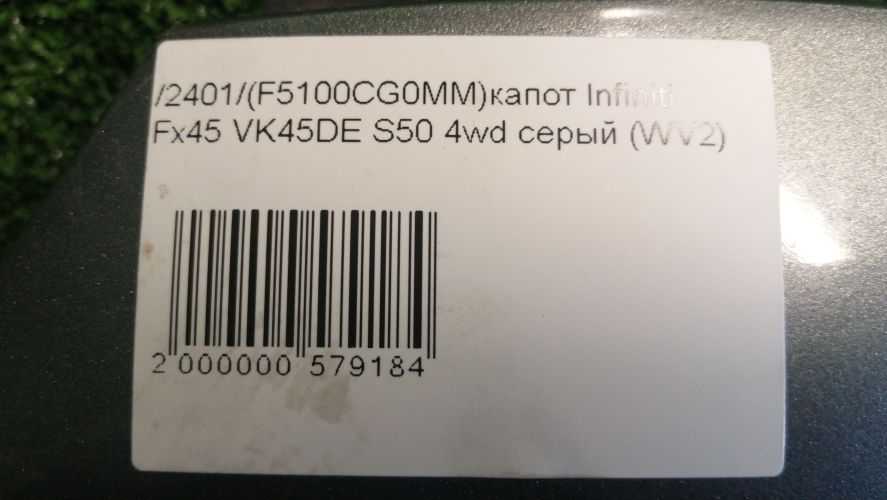 /2401/(F5100CG0MM)капот Infiniti
Fx45 VK45DE S50 4wd серый (WV2)
2 000000 579184